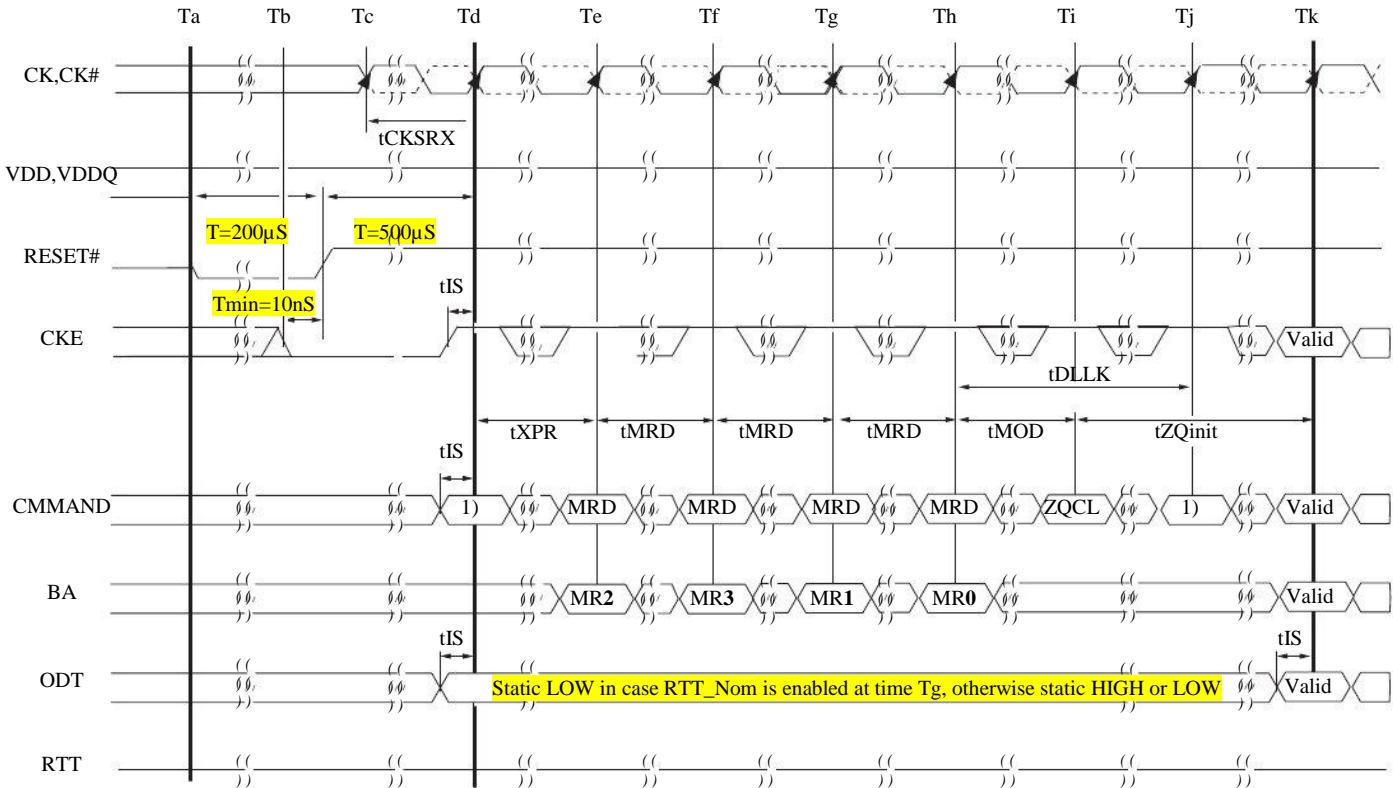 Ta Tb Tc Td Te Tf Tg Th Ti Tj Tk
CK,CK#
tCKSRX
VDD,VDDQ
T=200µS T=500µS
RESET#
tIS
Tmin=10nS
CKE Valid
tDLLK
tXPR tMRD tMRD tMRD tMOD tZQinit
tIS
CMMAND 1) MRD MRD MRD MRD ZQCL 1) Valid
BA MR2 MR3 MR1 MR0 Valid
tIS tIS
ODT Static LOW in case RTT_Nom is enabled at time Tg, otherwise static HIGH or LOW Valid
RTT